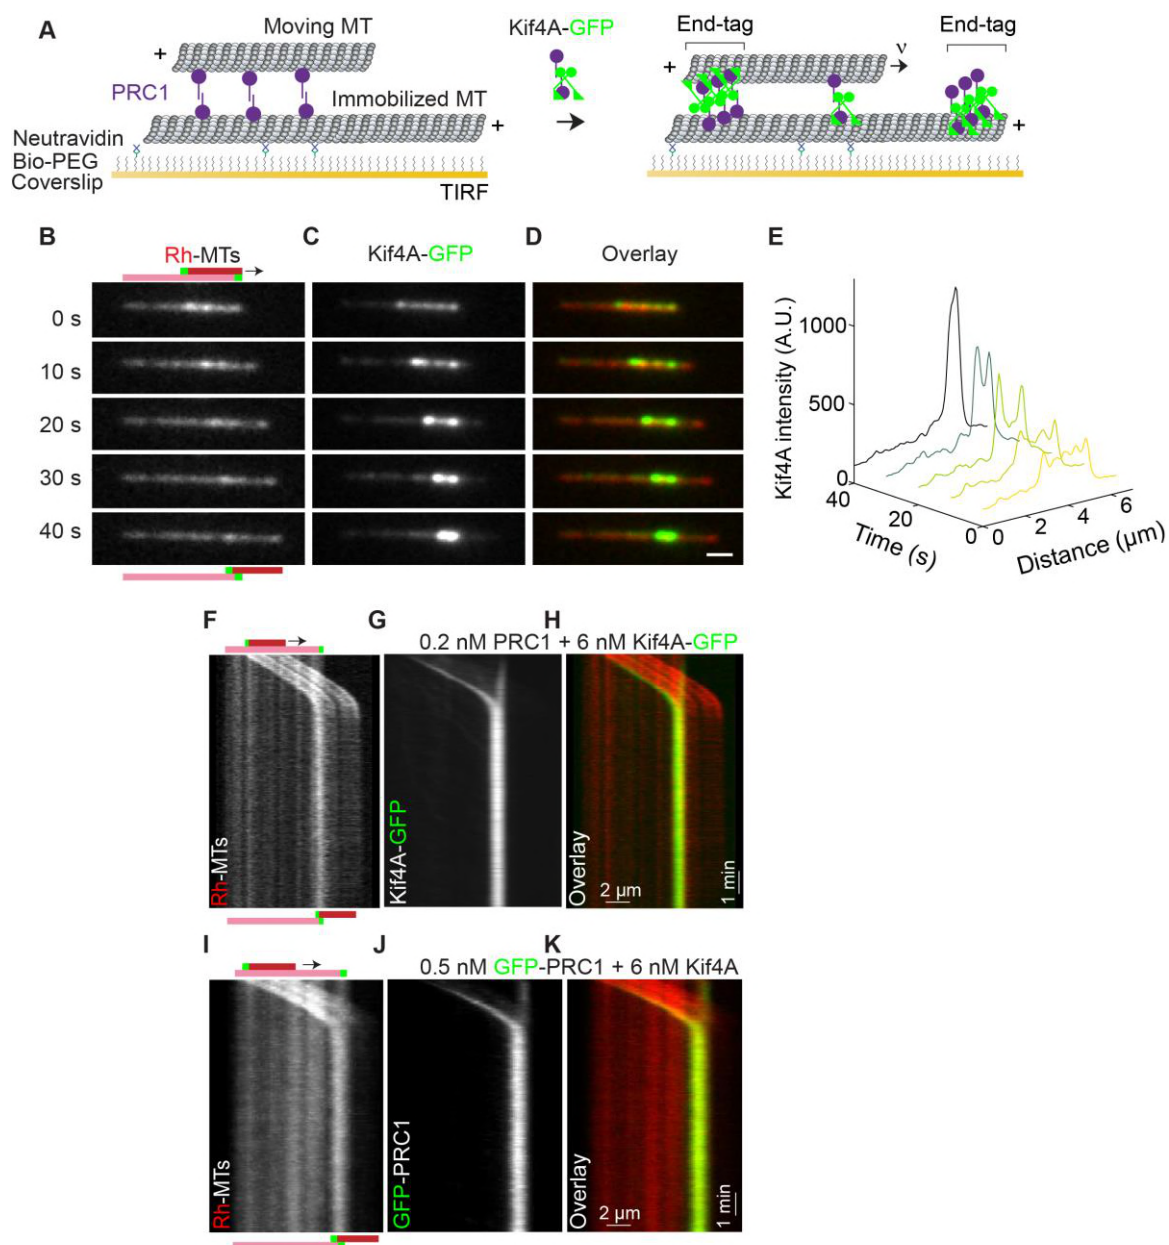 A
Moving MT
+
PRC1
Immobilized MT
+
Neutravidin
Bio-PEG
Coverslip
TIRF
Kif4A-GFP
End-tag
End-tag
+
ν
+
B
Rh-MTs
C
Kif4A-GFP
D
Overlay
E
0 s
10 s
20 s
30 s
40 s
Kif4A intensity (A.U.)
1000
500
0
40
20
0
Time (s)
0
2
4
6
Distance (µm)
F
G
H
0.2 nM PRC1 + 6 nM Kif4A-GFP
Rh-MTs
Kif4A-GFP
Overlay
2 µm
1 min
I
J
K
0.5 nM GFP-PRC1 + 6 nM Kif4A
Rh-MTs
GFP-PRC1
Overlay
2 µm
1 min